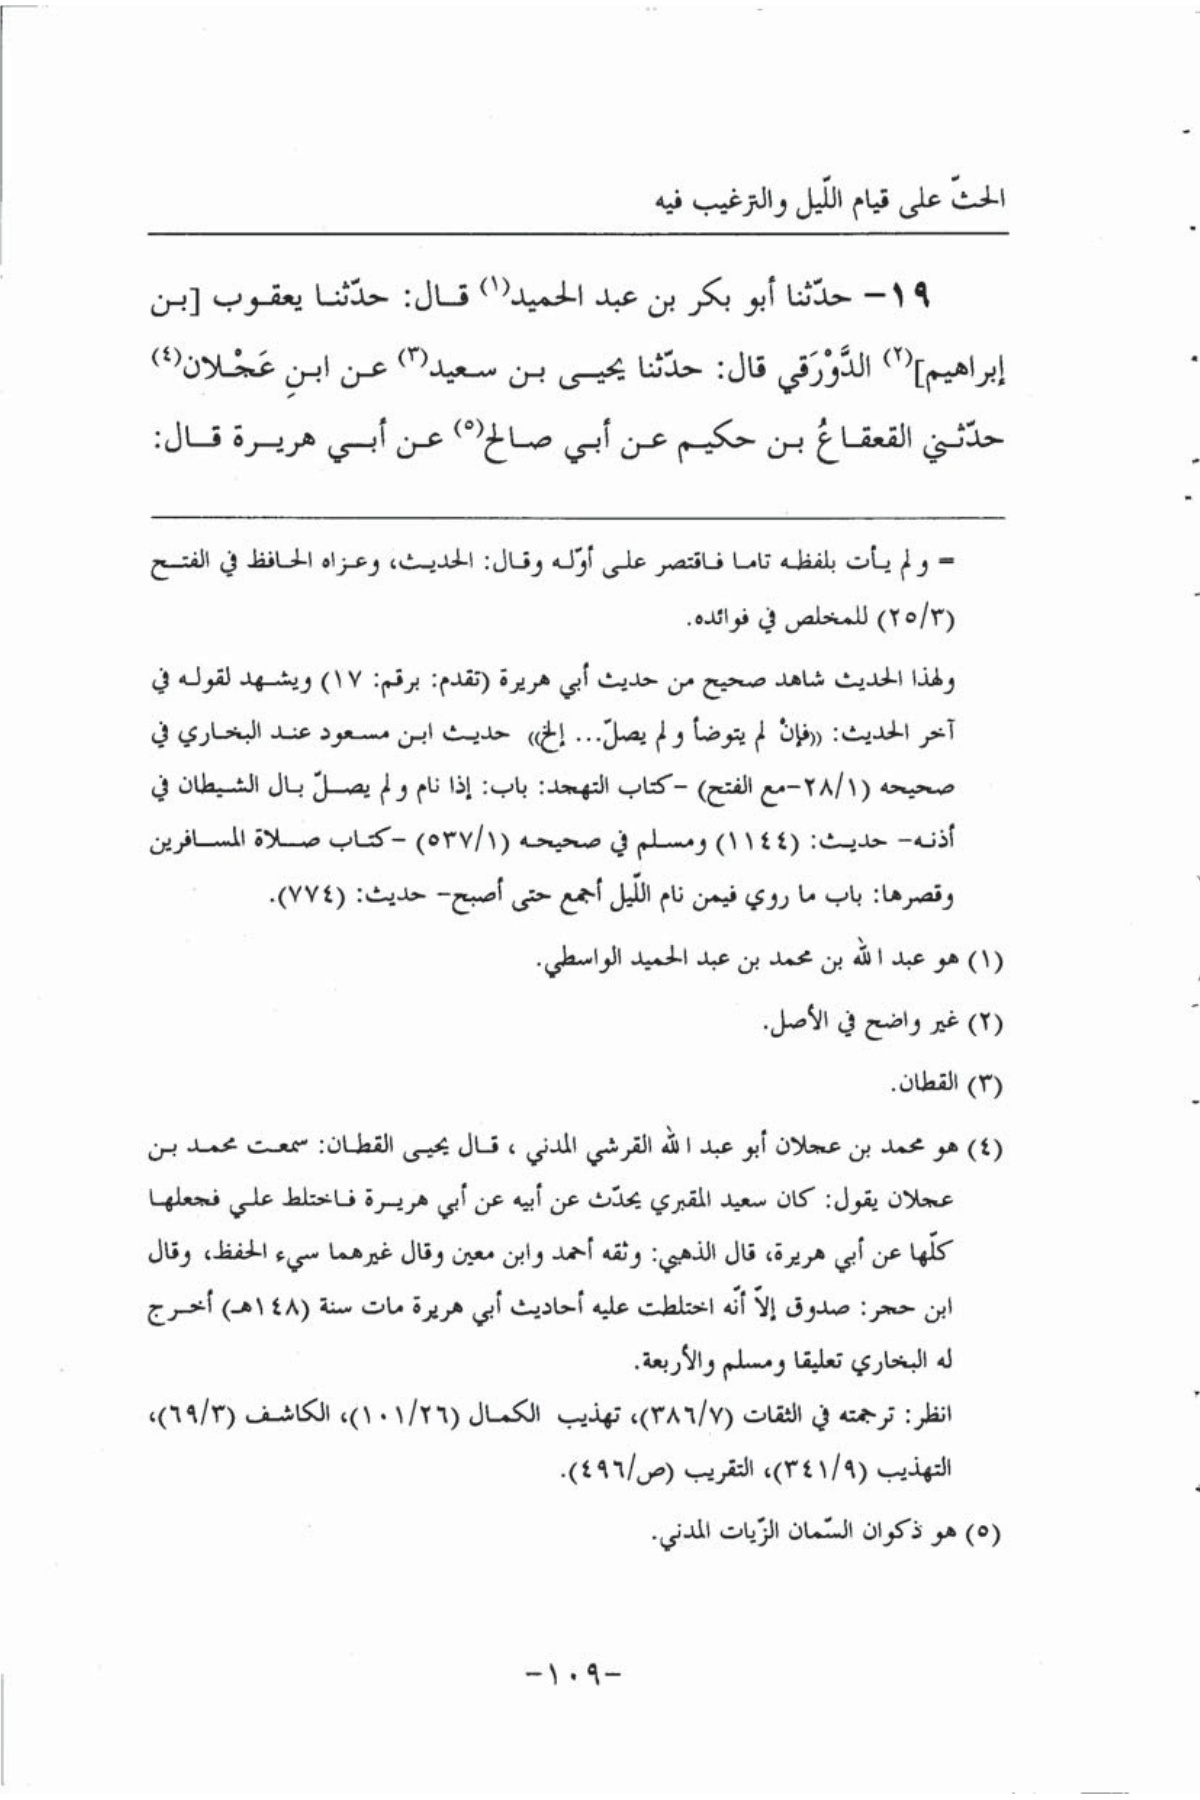 الحثّ على قيام اللّيل والترغيب فيه
١٩- حدّثنا أبو بكر بن عبد الحميد(١) قال: حدّثنا يعقوب [بن
إبراهيم](٢) الدَّوْرَقي قال: حدّثنا يحيى بن سعيد(٣) عن ابنِ عَجْلان(٤)
حدّثني القعقاعُ بن حكيم عن أبي صالح(٥) عن أبي هريرة قال:
= ولم يأت بلفظه تاما فاقتصر على أوّله وقال: الحديث، وعزاه الحافظ في الفتح
(٢٥/٣) للمخلص في فوائده.
ولهذا الحديث شاهد صحيح من حديث أبي هريرة (تقدم: برقم: ١٧) ويشهد لقوله في
آخر الحديث: ((فإنْ لم يتوضأ ولم يصلّ... إلخ)) حديث ابن مسعود عند البخاري في
صحيحه (٢٨/١-مع الفتح) -كتاب التهجد: باب: إذا نام ولم يصلّ بال الشيطان في
أذنه- حديث: (١١٤٤) ومسلم في صحيحه (٥٣٧/١) -كتاب صلاة المسافرين
وقصرها: باب ما روي فيمن نام اللّيل أجمع حتى أصبح- حديث: (٧٧٤).
(١) هو عبد الله بن محمد بن عبد الحميد الواسطي.
(٢) غير واضح في الأصل.
(٣) القطان.
(٤) هو محمد بن عجلان أبو عبد الله القرشي المدني ، قال يحيى القطان: سمعت محمد بن
عجلان يقول: كان سعيد المقبري يحدّث عن أبيه عن أبي هريرة فاختلط علي فجعلها
كلّها عن أبي هريرة، قال الذهبي: وثقه أحمد وابن معين وقال غيرهما سيء الحفظ، وقال
ابن حجر: صدوق إلاّ أنّه اختلطت عليه أحاديث أبي هريرة مات سنة (١٤٨هـ) أخرج
له البخاري تعليقا ومسلم والأربعة.
انظر: ترجمته في الثقات (٣٨٦/٧)، تهذيب الكمال (١٠١/٢٦)، الكاشف (٦٩/٣)،
التهذيب (٣٤١/٩)، التقريب (ص/٤٩٦).
(٥) هو ذكوان السّمان الزّيات المدني.
-١٠٩-